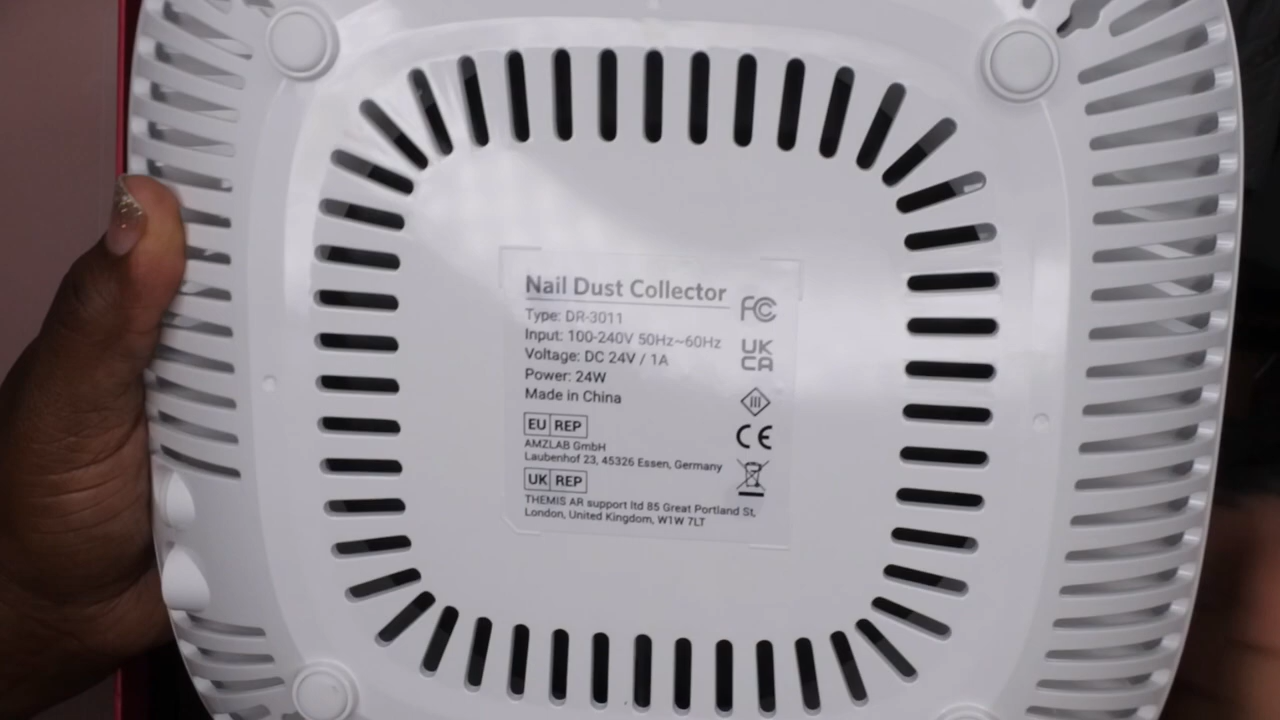 Nail Dust Collector
Type: DR-3011
Input: 100-240V 50Hz~60Hz
Voltage: DC 24V / 1A
Power: 24W
Made in China
EU REP
AMZLAB GmbH
Laubenhof 23, 45326 Essen, Germany
UK REP
THEMIS AR support ltd 85 Great Portland St,
London, United Kingdom, W1W 7LT
FC
UK
CA
III
CE